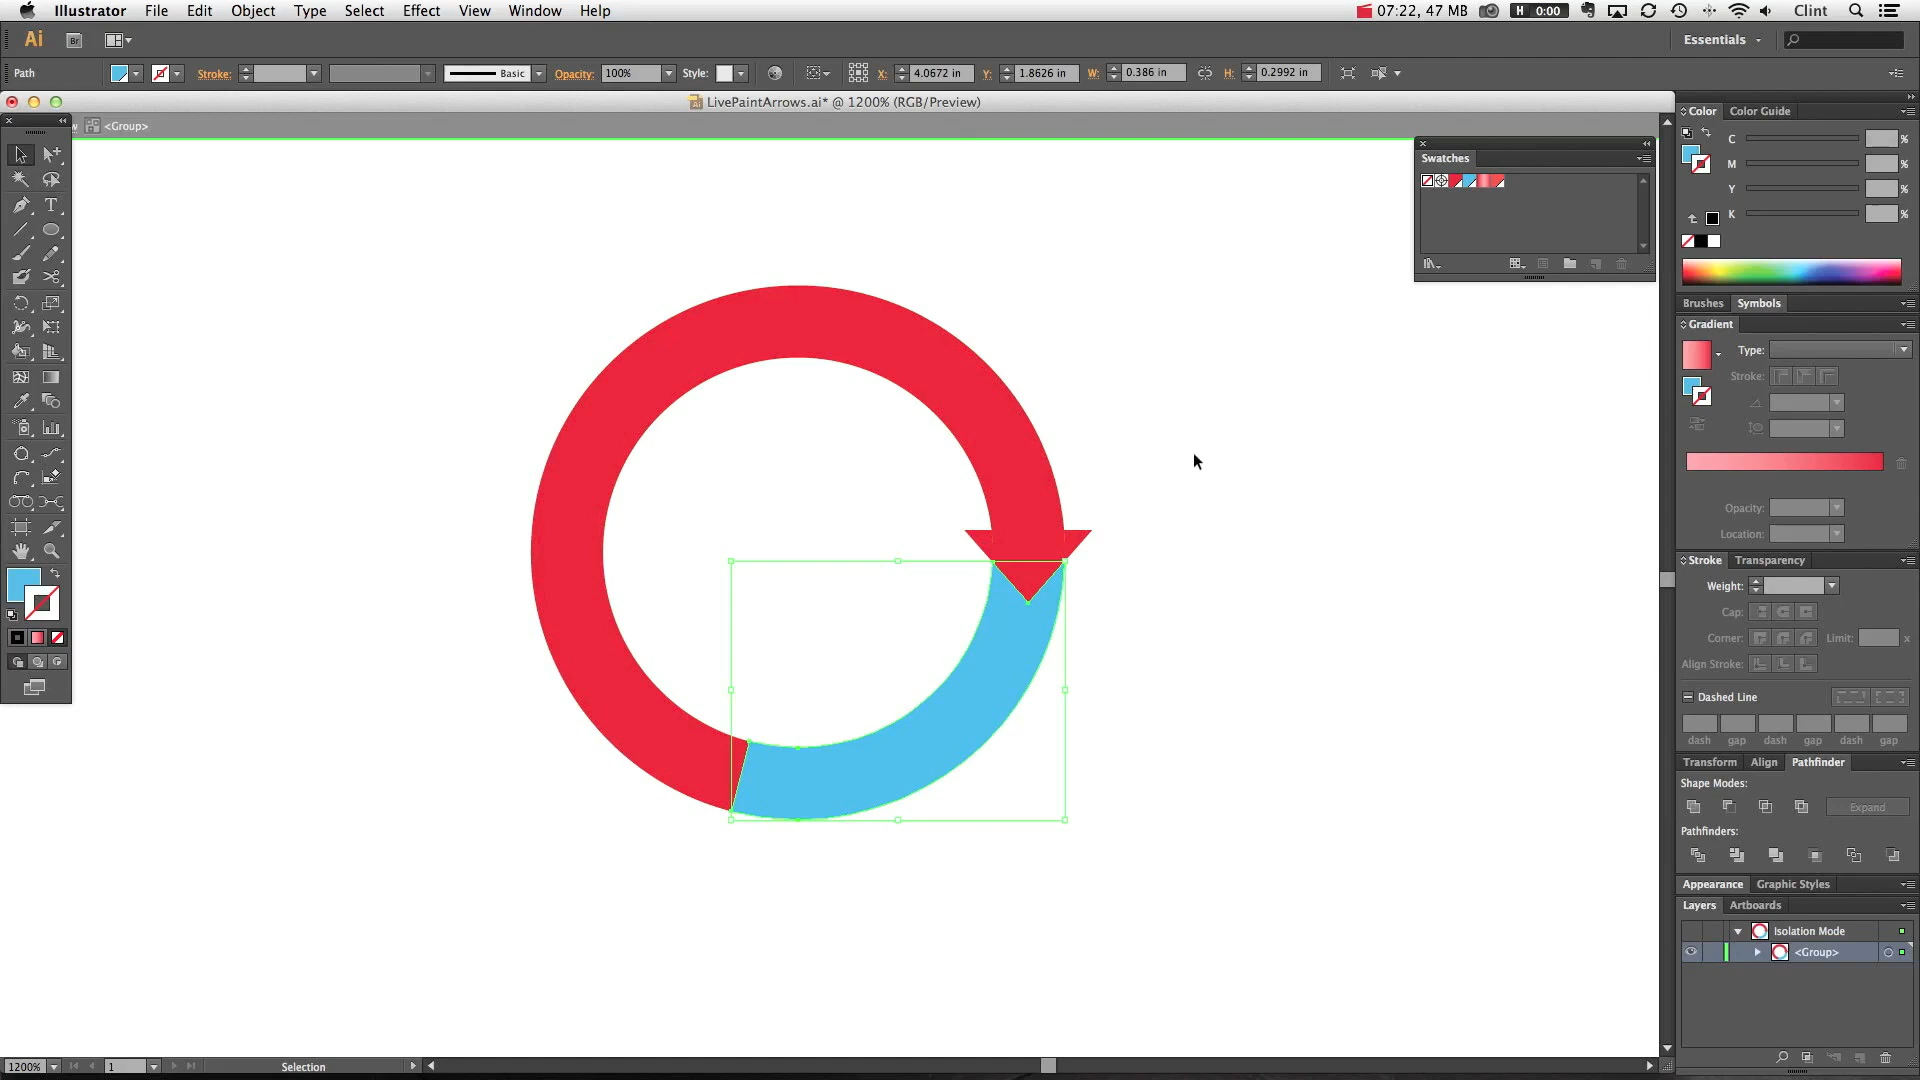 Illustrator File Edit Object Type Select Effect View Window Help 07:22, 47 MB H 0:00 Clint
Ai Br Essentials
Path Stroke: Basic Opacity: 100% Style: X: 4.0672 in Y: 1.8626 in W: 0.386 in H: 0.2992 in
LivePaintArrows.ai* @ 1200% (RGB/Preview)
<Group>
Swatches
Color Color Guide
C %
M %
Y %
K %
Brushes Symbols
Gradient
Type:
Stroke:
Opacity:
Location:
Stroke Transparency
Weight:
Cap:
Corner: Limit: x
Align Stroke:
Dashed Line
dash gap dash gap dash gap
Transform Align Pathfinder
Shape Modes:
Expand
Pathfinders:
Appearance Graphic Styles
Layers Artboards
Isolation Mode
<Group>
1200% 1 Selection